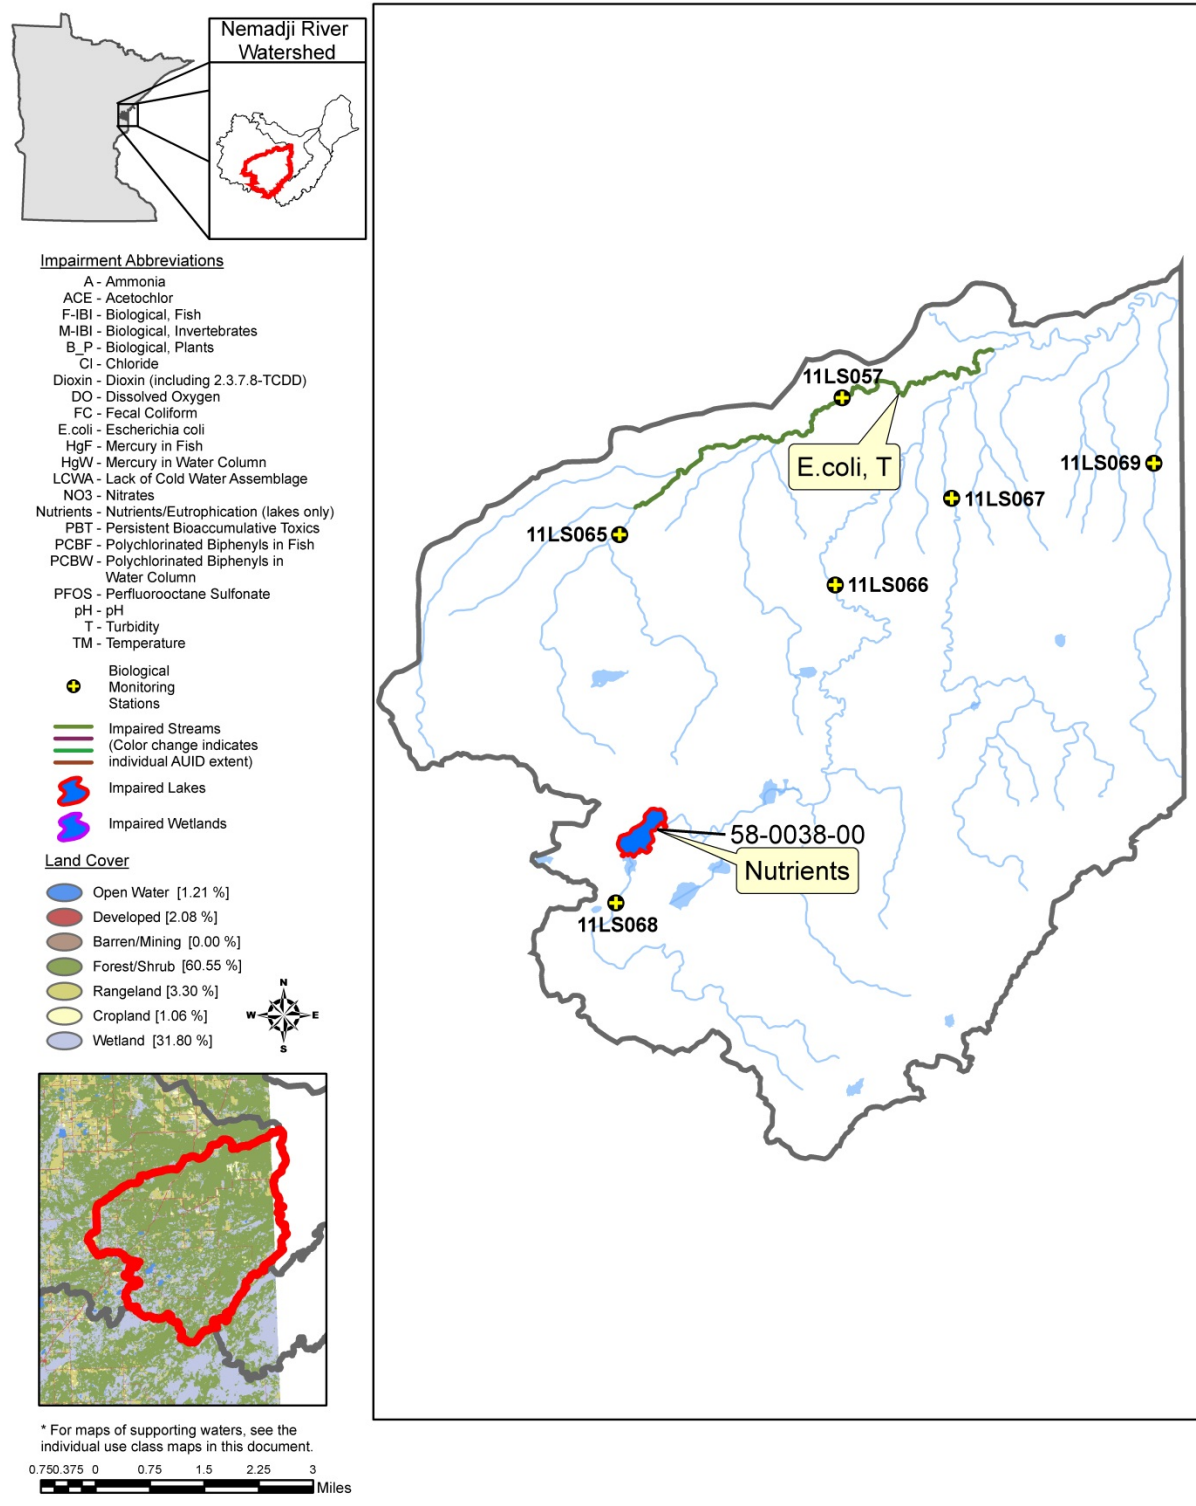 Nemadji River
Watershed
Impairment Abbreviations
A - Ammonia
ACE - Acetochlor
F-IBI - Biological, Fish
M-IBI - Biological, Invertebrates
B_P - Biological, Plants
Cl - Chloride
Dioxin - Dioxin (including 2.3.7.8-TCDD)
DO - Dissolved Oxygen
FC - Fecal Coliform
E.coli - Escherichia coli
HgF - Mercury in Fish
HgW - Mercury in Water Column
LCWA - Lack of Cold Water Assemblage
NO3 - Nitrates
Nutrients - Nutrients/Eutrophication (lakes only)
PBT - Persistent Bioaccumulative Toxics
PCBF - Polychlorinated Biphenyls in Fish
PCBW - Polychlorinated Biphenyls in
Water Column
PFOS - Perfluorooctane Sulfonate
pH - pH
T - Turbidity
TM - Temperature
Biological
Monitoring
Stations
Impaired Streams
(Color change indicates
individual AUID extent)
Impaired Lakes
Impaired Wetlands
Land Cover
Open Water [1.21 %]
Developed [2.08 %]
Barren/Mining [0.00 %]
Forest/Shrub [60.55 %]
Rangeland [3.30 %]
Cropland [1.06 %]
Wetland [31.80 %]
N
W E
S
* For maps of supporting waters, see the
individual use class maps in this document.
0.75 0.375 0 0.75 1.5 2.25 3
Miles
11LS057
E.coli, T
11LS069
11LS067
11LS065
11LS066
58-0038-00
Nutrients
11LS068